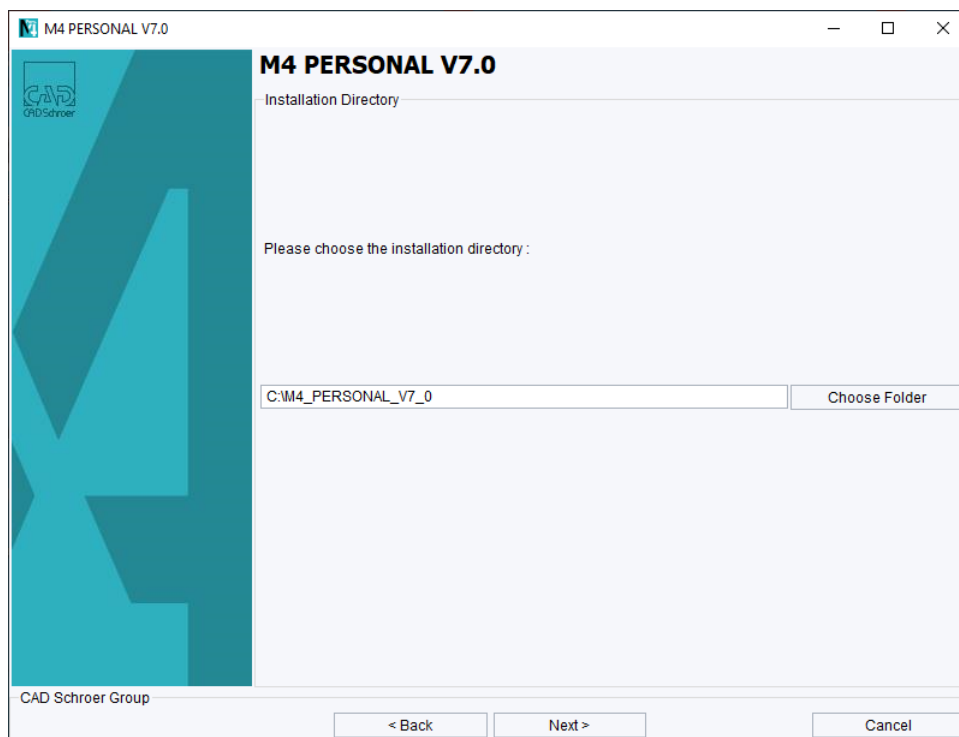 M4 PERSONAL V7.0
CAD
CAD Schroer
M4 PERSONAL V7.0
Installation Directory
Please choose the installation directory :
C:\M4_PERSONAL_V7_0
Choose Folder
CAD Schroer Group
< Back
Next >
Cancel